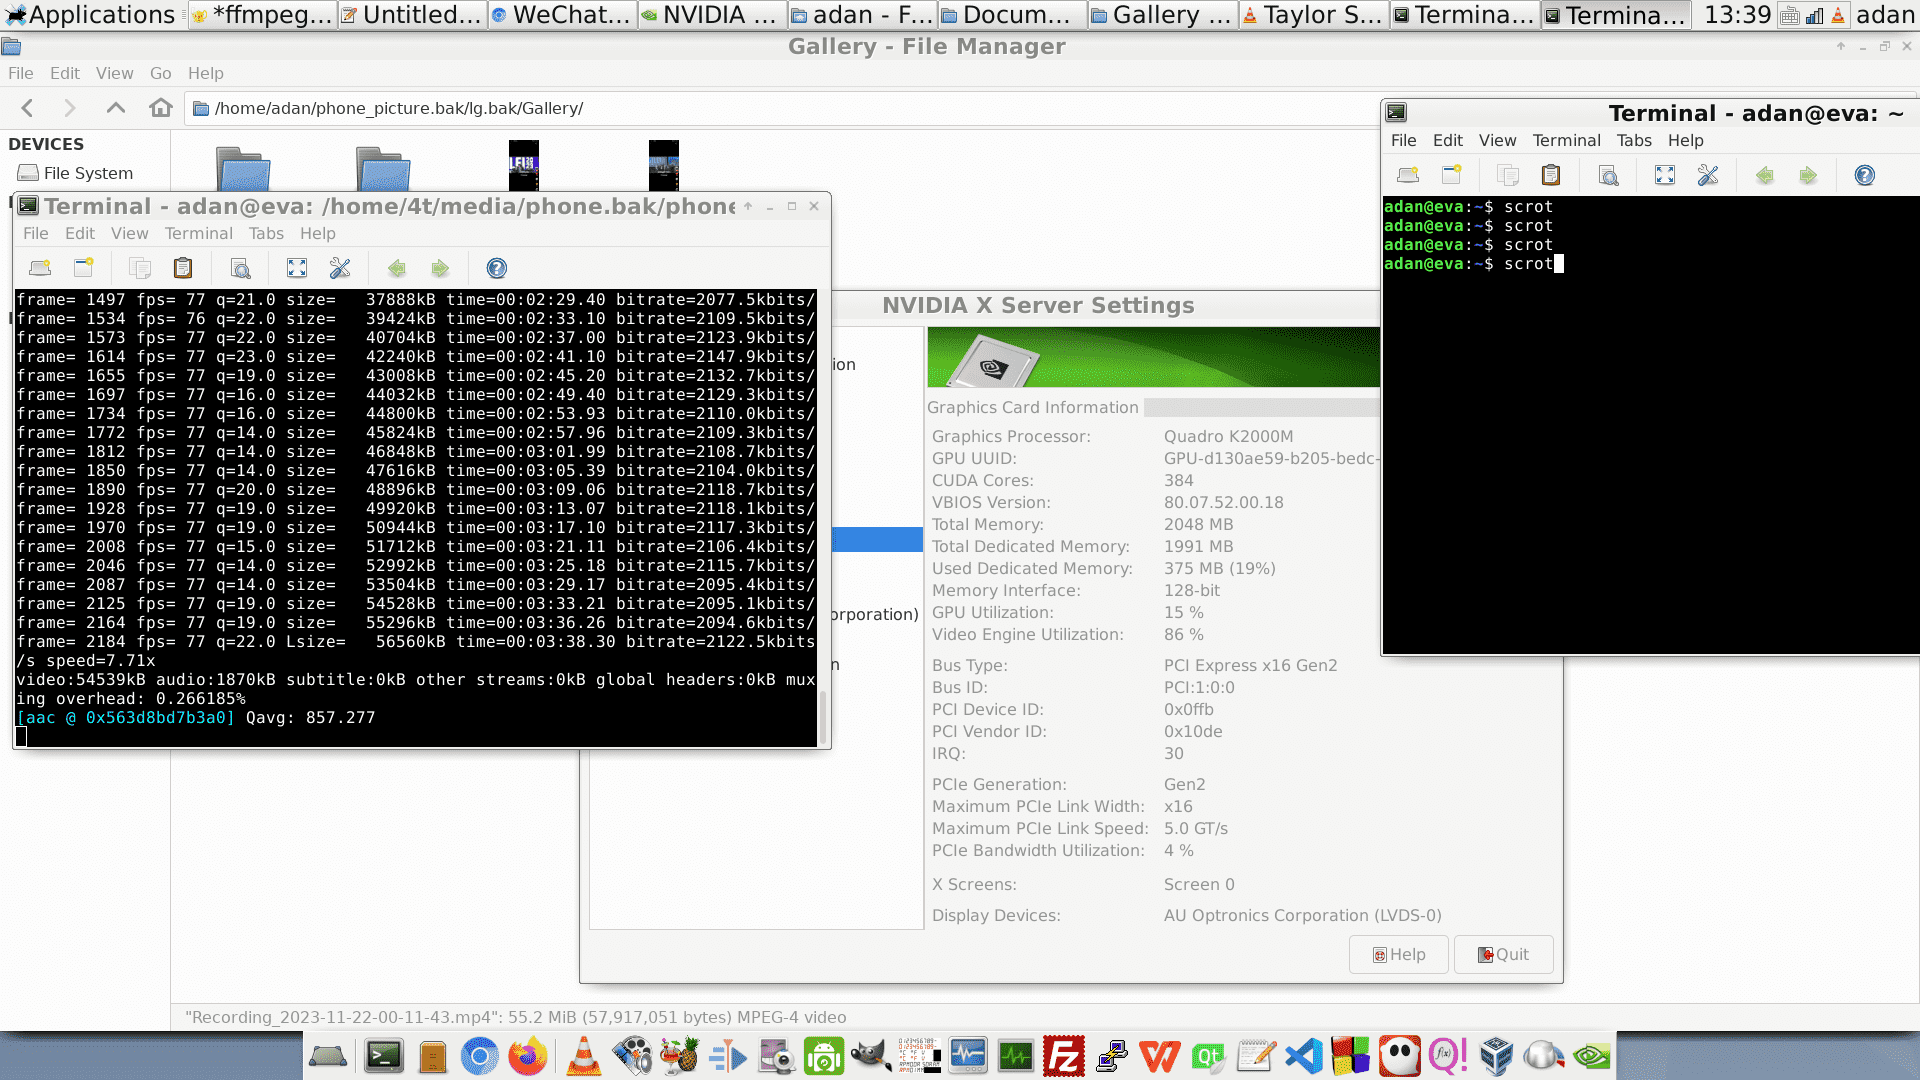 Applications
*ffmpeg...
Untitled...
WeChat...
NVIDIA ...
adan - F...
Docum...
Gallery ...
Taylor S...
Termina...
Termina...
13:39
adan
Gallery - File Manager
File Edit View Go Help
/home/adan/phone_picture.bak/lg.bak/Gallery/
DEVICES
File System
Terminal - adan@eva: /home/4t/media/phone.bak/phone
File Edit View Terminal Tabs Help
frame= 1497 fps= 77 q=21.0 size=   37888kB time=00:02:29.40 bitrate=2077.5kbits/
frame= 1534 fps= 76 q=22.0 size=   39424kB time=00:02:33.10 bitrate=2109.5kbits/
frame= 1573 fps= 77 q=22.0 size=   40704kB time=00:02:37.00 bitrate=2123.9kbits/
frame= 1614 fps= 77 q=23.0 size=   42240kB time=00:02:41.10 bitrate=2147.9kbits/
frame= 1655 fps= 77 q=19.0 size=   43008kB time=00:02:45.20 bitrate=2132.7kbits/
frame= 1697 fps= 77 q=16.0 size=   44032kB time=00:02:49.40 bitrate=2129.3kbits/
frame= 1734 fps= 77 q=16.0 size=   44800kB time=00:02:53.93 bitrate=2110.0kbits/
frame= 1772 fps= 77 q=14.0 size=   45824kB time=00:02:57.96 bitrate=2109.3kbits/
frame= 1812 fps= 77 q=14.0 size=   46848kB time=00:03:01.99 bitrate=2108.7kbits/
frame= 1850 fps= 77 q=14.0 size=   47616kB time=00:03:05.39 bitrate=2104.0kbits/
frame= 1890 fps= 77 q=20.0 size=   48896kB time=00:03:09.06 bitrate=2118.7kbits/
frame= 1928 fps= 77 q=19.0 size=   49920kB time=00:03:13.07 bitrate=2118.1kbits/
frame= 1970 fps= 77 q=19.0 size=   50944kB time=00:03:17.10 bitrate=2117.3kbits/
frame= 2008 fps= 77 q=15.0 size=   51712kB time=00:03:21.11 bitrate=2106.4kbits/
frame= 2046 fps= 77 q=14.0 size=   52992kB time=00:03:25.18 bitrate=2115.7kbits/
frame= 2087 fps= 77 q=14.0 size=   53504kB time=00:03:29.17 bitrate=2095.4kbits/
frame= 2125 fps= 77 q=19.0 size=   54528kB time=00:03:33.21 bitrate=2095.1kbits/
frame= 2164 fps= 77 q=19.0 size=   55296kB time=00:03:36.26 bitrate=2094.6kbits/
frame= 2184 fps= 77 q=22.0 Lsize=   56560kB time=00:03:38.30 bitrate=2122.5kbits
/s speed=7.71x
video:54539kB audio:1870kB subtitle:0kB other streams:0kB global headers:0kB mux
ing overhead: 0.266185%
[aac @ 0x563d8bd7b3a0] Qavg: 857.277
NVIDIA X Server Settings
ion
orporation)
n
Graphics Card Information
Graphics Processor: Quadro K2000M
GPU UUID: GPU-d130ae59-b205-bedc-
CUDA Cores: 384
VBIOS Version: 80.07.52.00.18
Total Memory: 2048 MB
Total Dedicated Memory: 1991 MB
Used Dedicated Memory: 375 MB (19%)
Memory Interface: 128-bit
GPU Utilization: 15 %
Video Engine Utilization: 86 %
Bus Type: PCI Express x16 Gen2
Bus ID: PCI:1:0:0
PCI Device ID: 0x0ffb
PCI Vendor ID: 0x10de
IRQ: 30
PCIe Generation: Gen2
Maximum PCIe Link Width: x16
Maximum PCIe Link Speed: 5.0 GT/s
PCIe Bandwidth Utilization: 4 %
X Screens: Screen 0
Display Devices: AU Optronics Corporation (LVDS-0)
Help
Quit
Terminal - adan@eva: ~
File Edit View Terminal Tabs Help
adan@eva:~$ scrot
adan@eva:~$ scrot
adan@eva:~$ scrot
adan@eva:~$ scrot
"Recording_2023-11-22-00-11-43.mp4": 55.2 MiB (57,917,051 bytes) MPEG-4 video